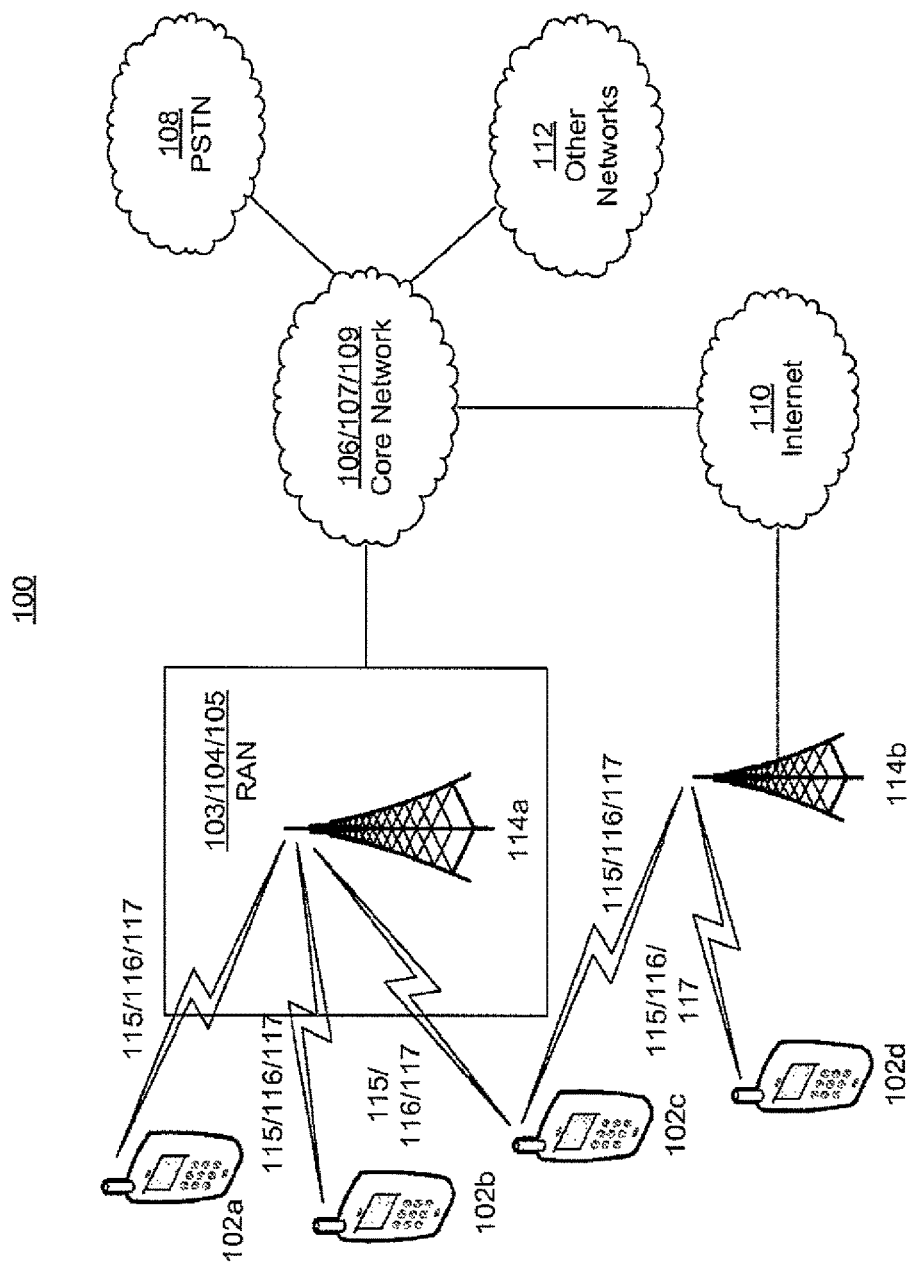 100
108
PSTN
106/107/109
Core Network
112
Other
Networks
110
Internet
103/104/105
RAN
114a
114b
115/116/117
115/116/117
115/
116/117
115/116/117
115/116/
117
102a
102b
102c
102d